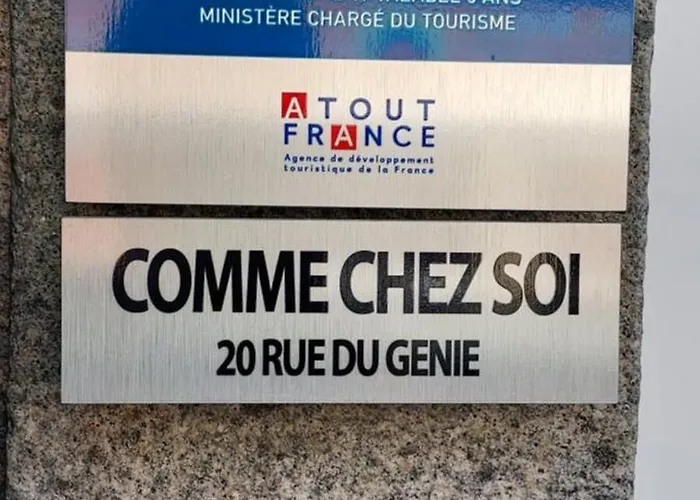 MINISTÈRE CHARGÉ DU TOURISME
ATOUT
FRANCE
Agence de développement
touristique de la France
COMME CHEZ SOI
20 RUE DU GENIE